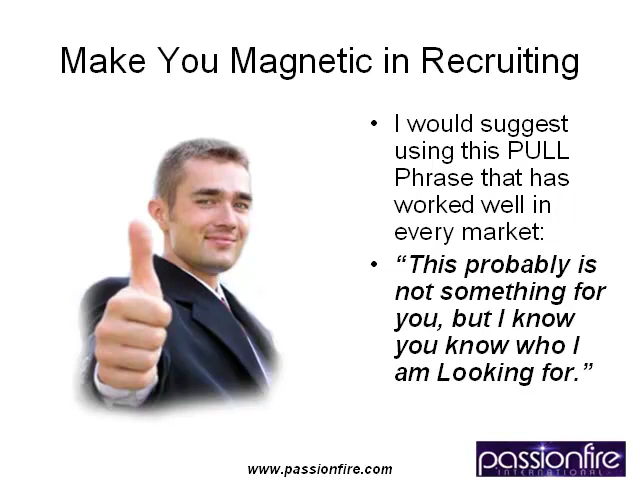 Make You Magnetic in Recruiting
• I would suggest
using this PULL
Phrase that has
worked well in
every market:
• “This probably is
not something for
you, but I know
you know who I
am Looking for.”
www.passionfire.com
passionfire
INTERNATIONAL